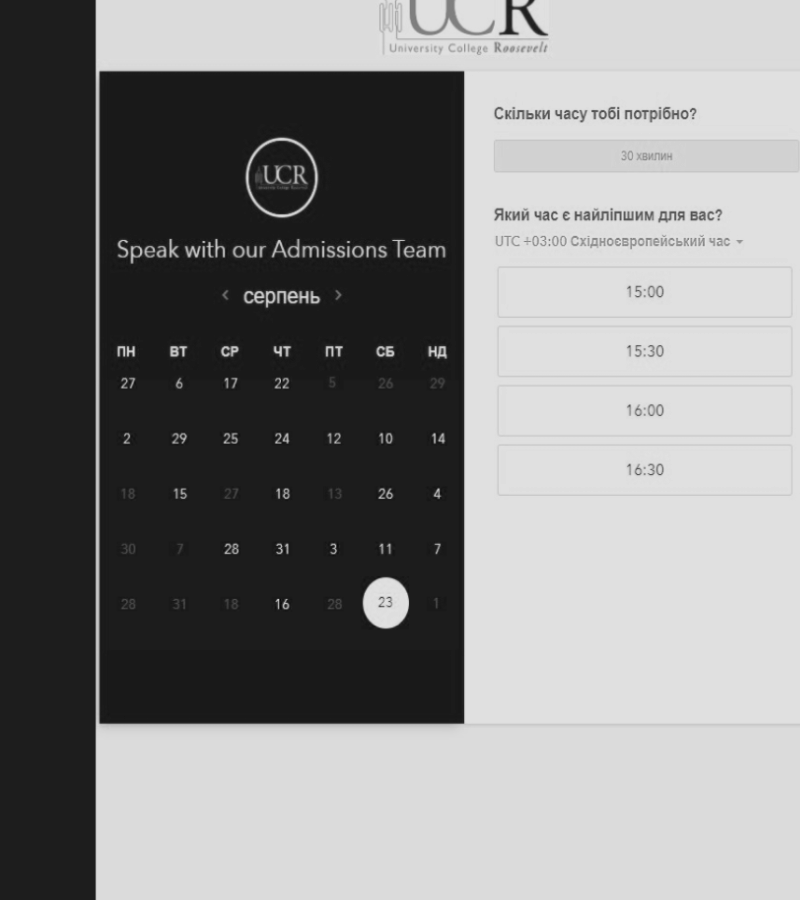 UCR
University College Roosevelt
UCR
Speak with our Admissions Team
< серпень >
ПН ВТ СР ЧТ ПТ СБ НД
27 6 17 22 5 26 29
2 29 25 24 12 10 14
18 15 27 18 13 26 4
30 7 28 31 3 11 7
28 31 18 16 28 23 1
Скільки часу тобі потрібно?
30 хвилин
Який час є найліпшим для вас?
UTC +03:00 Східноєвропейський час
15:00
15:30
16:00
16:30